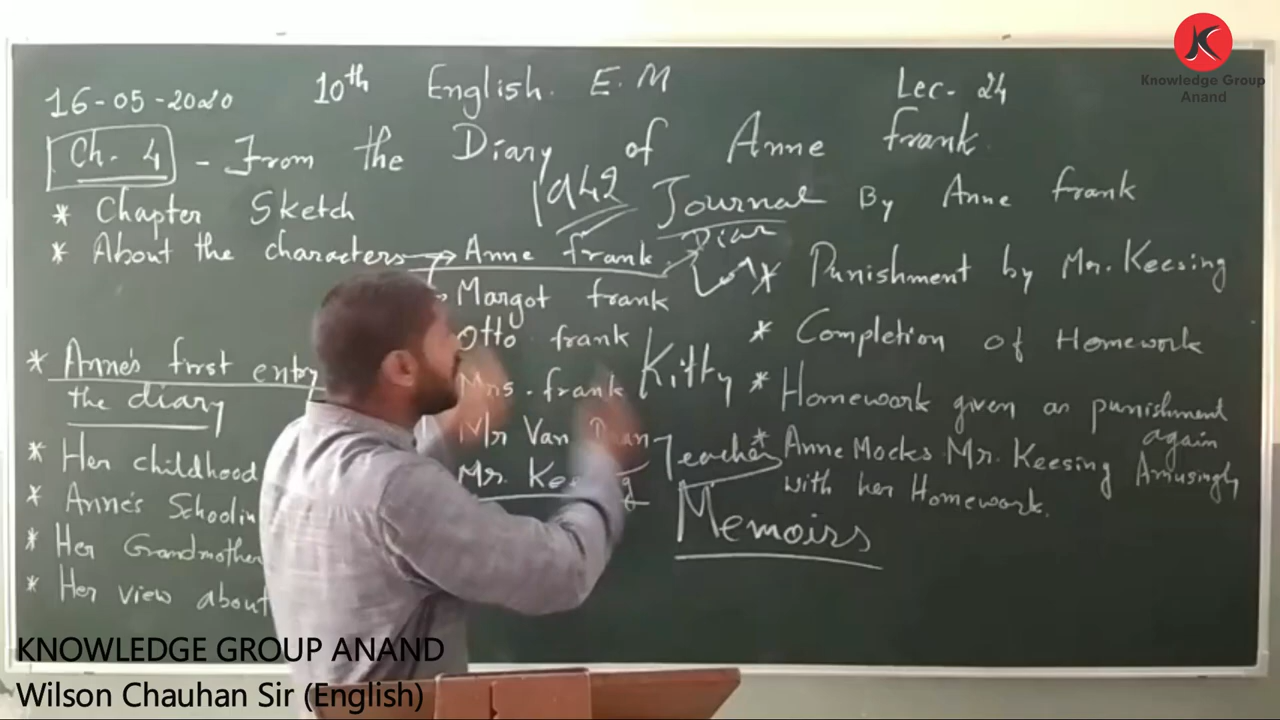 Knowledge Group
Anand
16-05-2020 10th English. E.M Lec- 24
Ch. 4 - From the Diary of Anne Frank
1942 Journal By Anne Frank
* Chapter Sketch
* About the characters → Anne Frank.
Margot Frank
Otto Frank
Mrs. Frank
Mr Van
Mr.
Teacher
Kitty
Memoirs
* Anne's first entry
the diary
* Her childhood
* Anne's
* Her Grandmother
* Her view about
* Punishment by Mr. Keesing
* Completion of Homework
* Homework given as punishment
again
* Anne Mocks Mr. Keesing Amusingly
with her Homework.
KNOWLEDGE GROUP ANAND
Wilson Chauhan Sir (English)